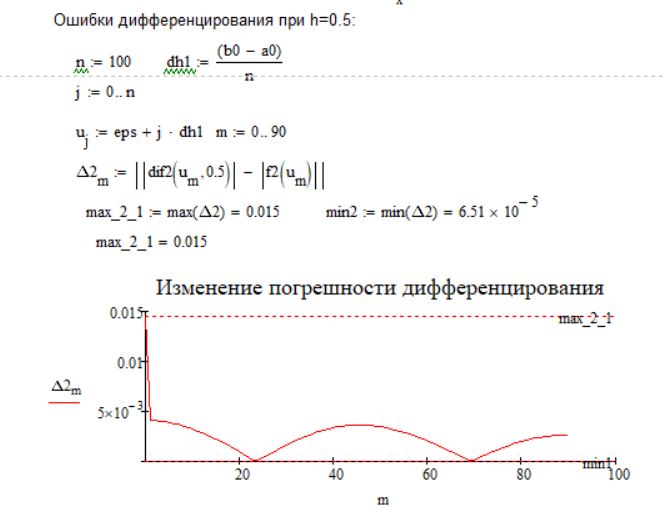 x
Ошибки дифференцирования при h=0.5:
n := 100 dh1 := (b0 − a0) / n
j := 0.. n
u_j := eps + j · dh1 m := 0.. 90
Δ2_m := ||dif2(u_m, 0.5)| − |f2(u_m)||
max_2_1 := max(Δ2) = 0.015 min2 := min(Δ2) = 6.51 × 10^−5
max_2_1 = 0.015
Изменение погрешности дифференцирования
0.015
max_2_1
0.01
Δ2_m
5×10^−3
min1
20 40 60 80 100
m